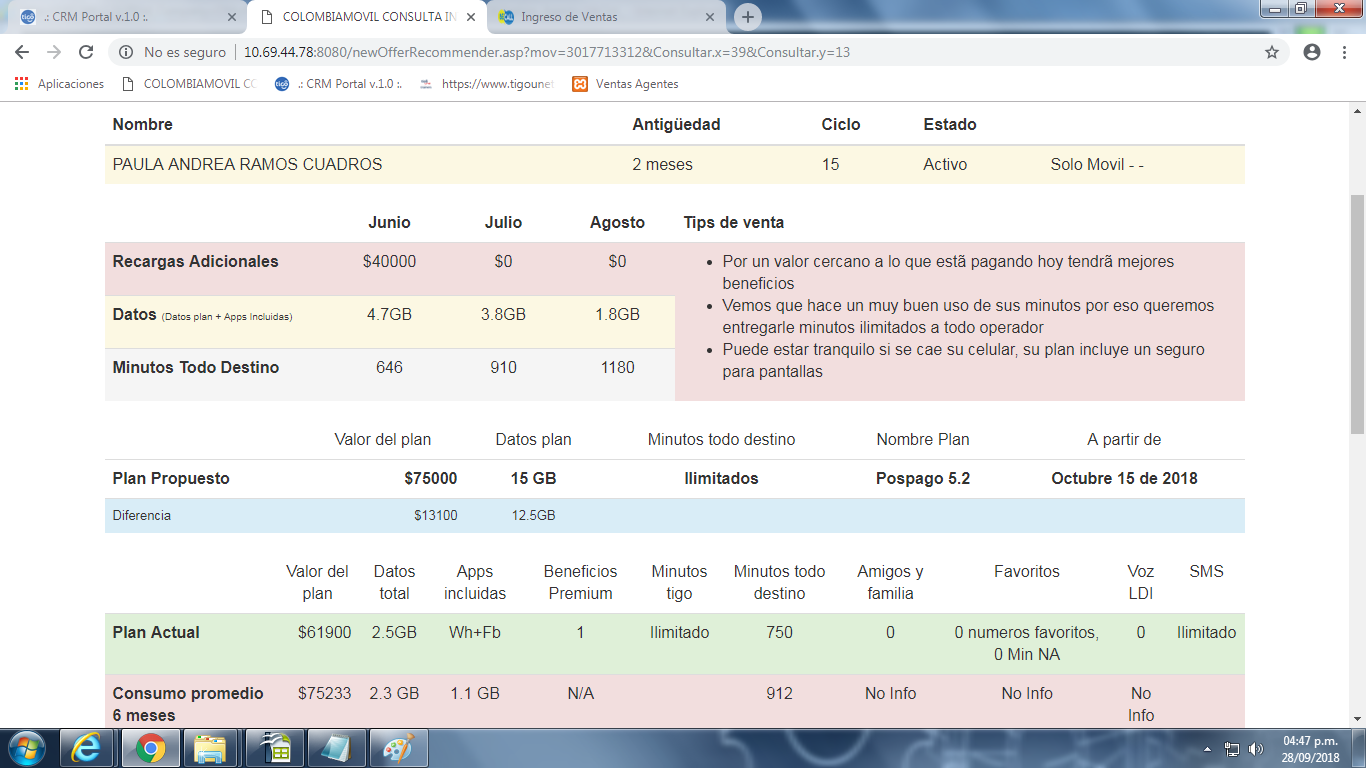 .: CRM Portal v.1.0 :.
COLOMBIAMOVIL CONSULTA IN
Ingreso de Ventas
No es seguro
10.69.44.78:8080/newOfferRecommender.asp?mov=3017713312&Consultar.x=39&Consultar.y=13
Aplicaciones
COLOMBIAMOVIL CC
.: CRM Portal v.1.0 :.
https://www.tigoune
Ventas Agentes
Nombre Antigüedad Ciclo Estado
PAULA ANDREA RAMOS CUADROS 2 meses 15 Activo Solo Movil - -
Junio Julio Agosto Tips de venta
Recargas Adicionales $40000 $0 $0
Por un valor cercano a lo que estã pagando hoy tendrã mejores
beneficios
Vemos que hace un muy buen uso de sus minutos por eso queremos
entregarle minutos ilimitados a todo operador
Puede estar tranquilo si se cae su celular, su plan incluye un seguro
para pantallas
Datos (Datos plan + Apps Incluidas) 4.7GB 3.8GB 1.8GB
Minutos Todo Destino 646 910 1180
Valor del plan Datos plan Minutos todo destino Nombre Plan A partir de
Plan Propuesto $75000 15 GB Ilimitados Pospago 5.2 Octubre 15 de 2018
Diferencia $13100 12.5GB
Valor del Datos Apps Beneficios Minutos Minutos todo Amigos y Favoritos Voz SMS
plan total incluidas Premium tigo destino familia LDI
Plan Actual $61900 2.5GB Wh+Fb 1 Ilimitado 750 0 0 numeros favoritos, 0 Ilimitado
0 Min NA
Consumo promedio $75233 2.3 GB 1.1 GB N/A 912 No Info No Info No
6 meses Info
04:47 p.m.
28/09/2018